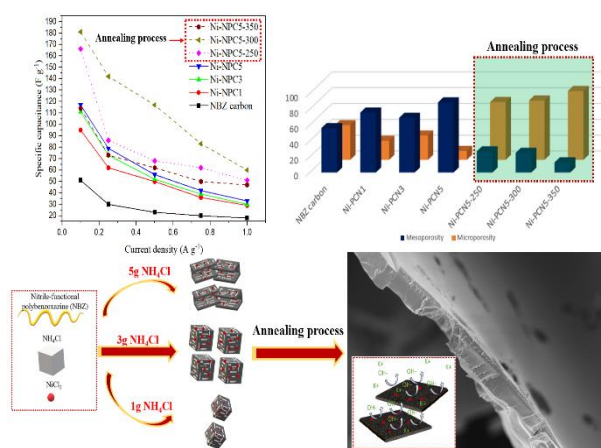 190
180
170
160
150
140
130
120
110
100
90
80
70
60
50
40
30
20
Specific capacitance (F g⁻¹)
Annealing process
Ni-NPC5-350
Ni-NPC5-300
Ni-NPC5-250
Ni-NPC5
Ni-NPC3
Ni-NPC1
NBZ carbon
0.0 0.2 0.4 0.6 0.8 1.0
Current density (A g⁻¹)
Annealing process
100
80
60
40
20
0
NBZ carbon
Ni-PCN1
Ni-PCN3
Ni-PCN5
Ni-PCN5-250
Ni-PCN5-300
Ni-PCN5-350
Mesoporosity Microporosity
Nitrile-functional
polybenzoxazine (NBZ)
NH₄Cl
NiCl₂
5g NH₄Cl
3g NH₄Cl
1g NH₄Cl
Annealing process